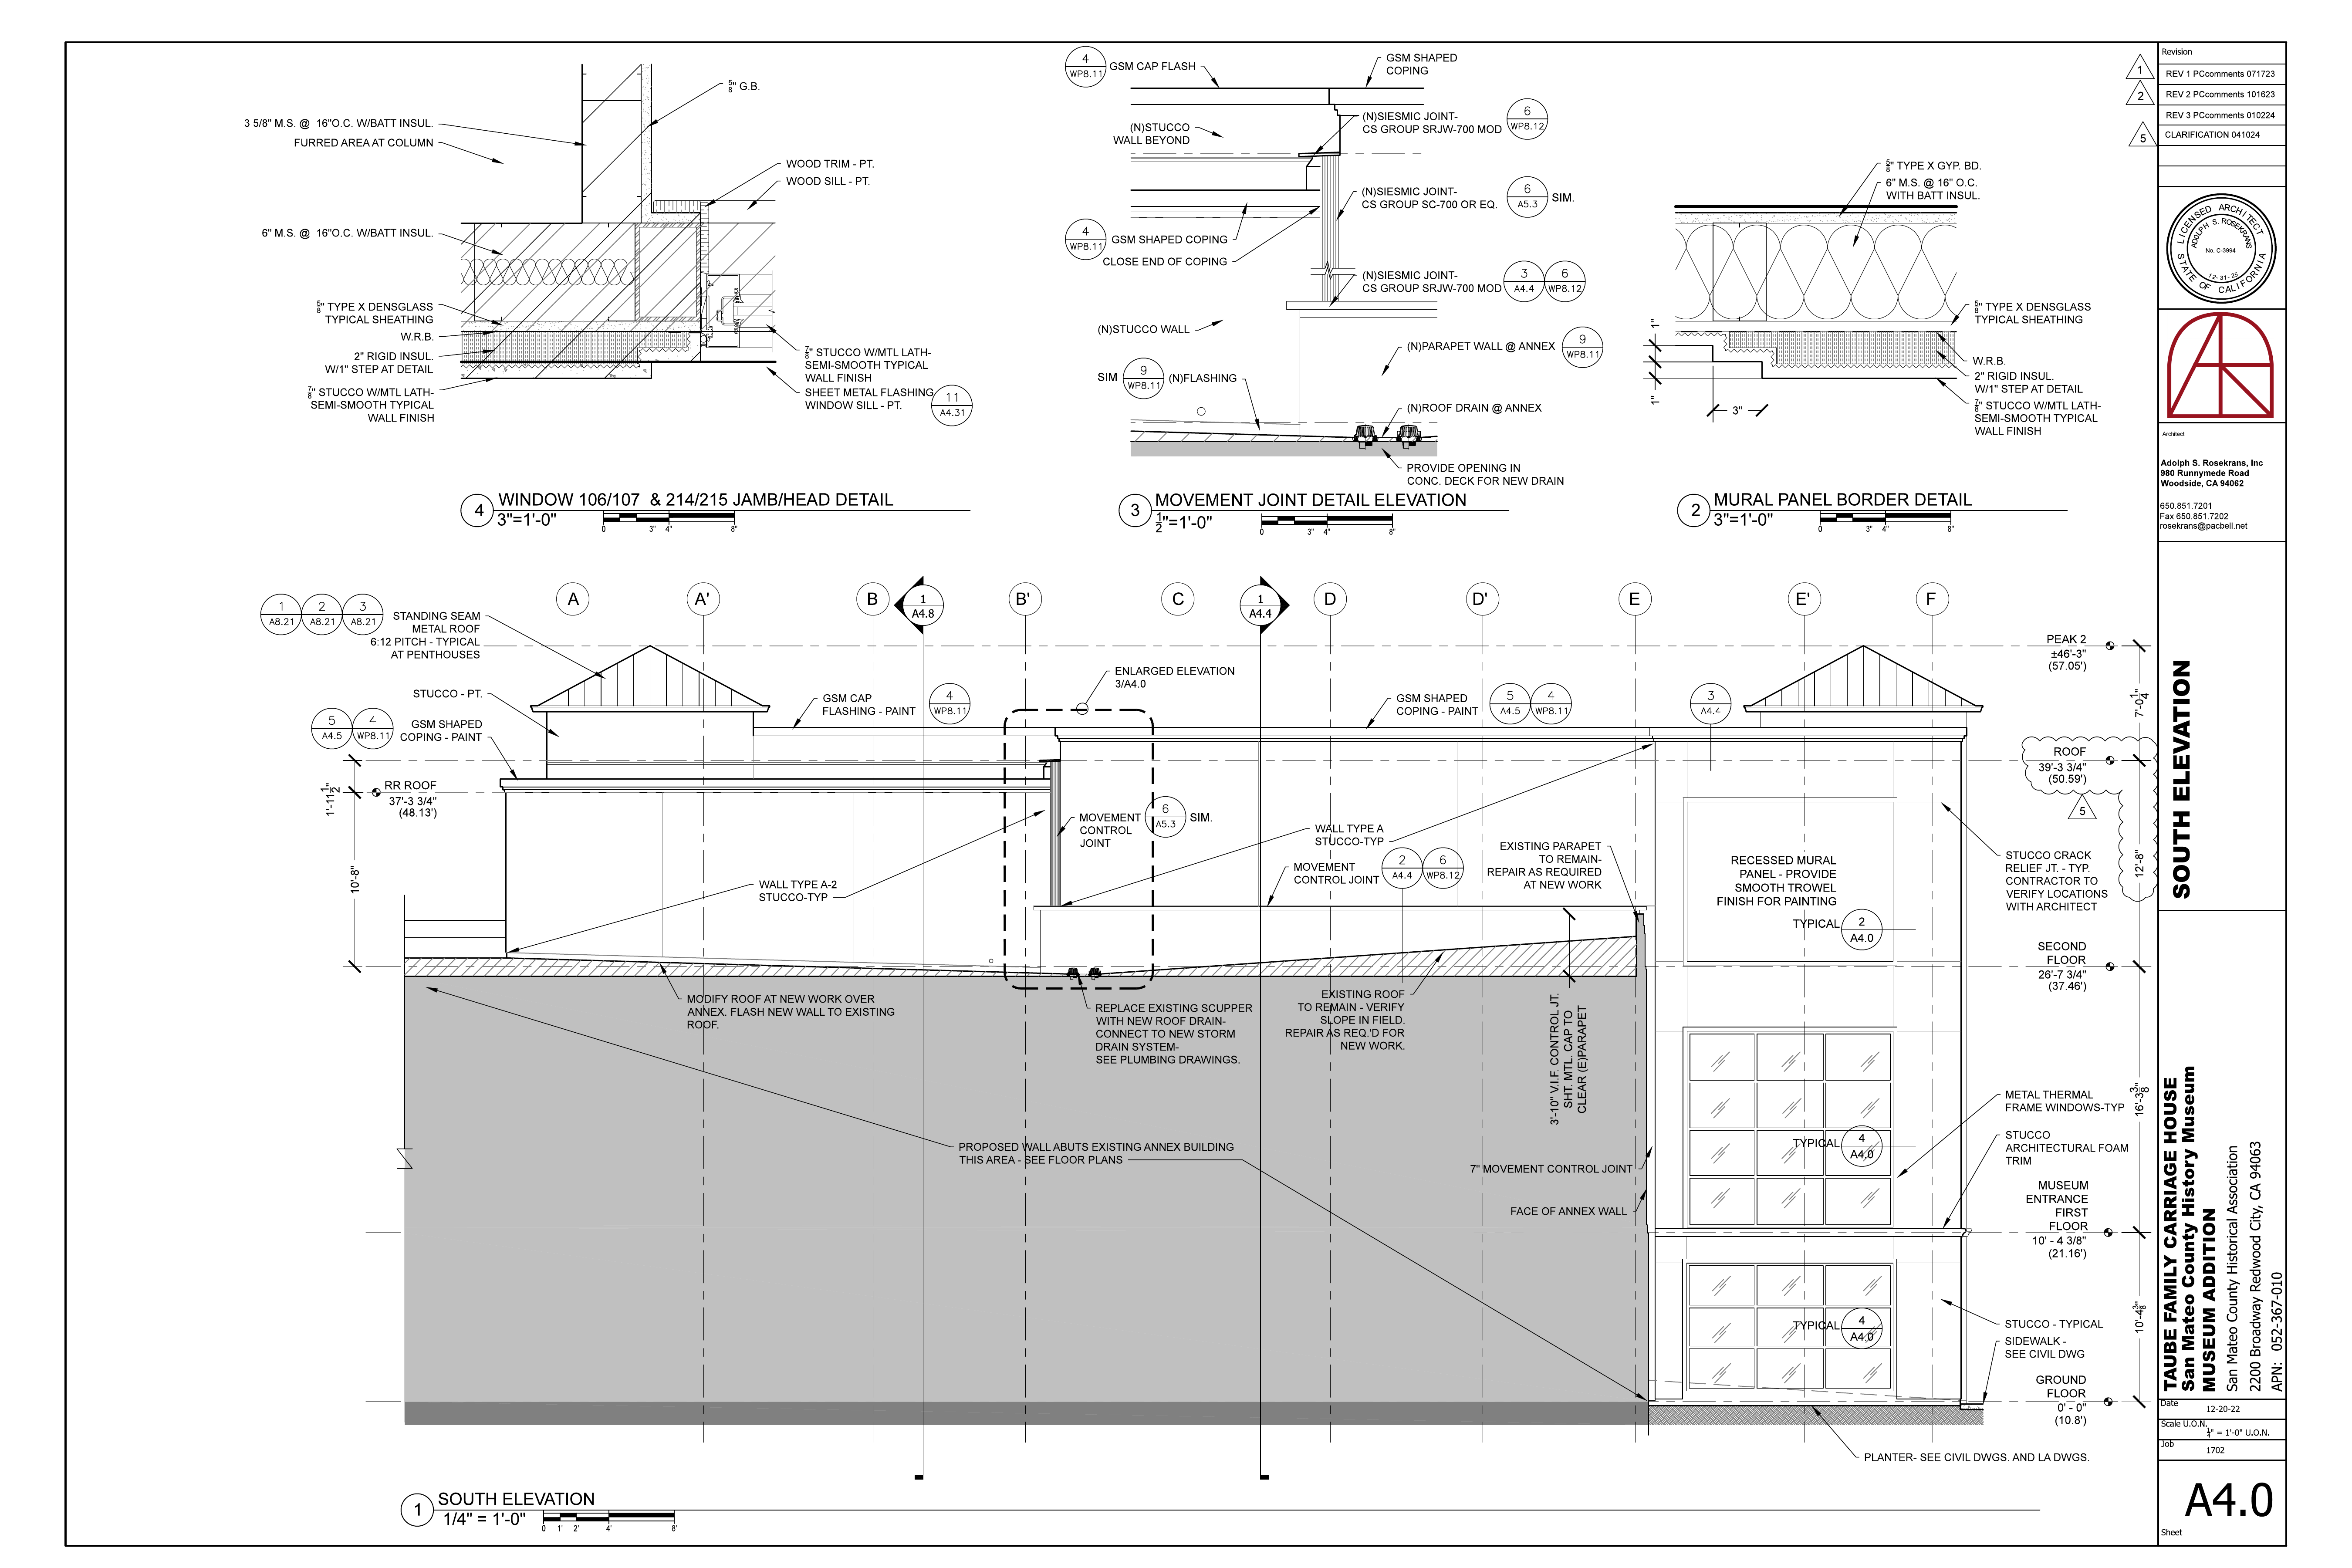 5/8" G.B.
3 5/8" M.S. @ 16"O.C. W/BATT INSUL.
FURRED AREA AT COLUMN
WOOD TRIM - PT.
WOOD SILL - PT.
6" M.S. @ 16"O.C. W/BATT INSUL.
5/8" TYPE X DENSGLASS
TYPICAL SHEATHING
W.R.B.
2" RIGID INSUL.
W/1" STEP AT DETAIL
7/8" STUCCO W/MTL LATH-
SEMI-SMOOTH TYPICAL
WALL FINISH
7/8" STUCCO W/MTL LATH-
SEMI-SMOOTH TYPICAL
WALL FINISH
SHEET METAL FLASHING
WINDOW SILL - PT.
11
A4.31
4
WINDOW 106/107 & 214/215 JAMB/HEAD DETAIL
3"=1'-0"
0 3" 4" 8"
4
WP8.11
GSM CAP FLASH
GSM SHAPED
COPING
(N)STUCCO
WALL BEYOND
(N)SIESMIC JOINT-
CS GROUP SRJW-700 MOD
6
WP8.12
(N)SIESMIC JOINT-
CS GROUP SC-700 OR EQ.
6
A5.3
SIM.
4
WP8.11
GSM SHAPED COPING
CLOSE END OF COPING
(N)SIESMIC JOINT-
CS GROUP SRJW-700 MOD
3
A4.4
6
WP8.12
(N)STUCCO WALL
(N)PARAPET WALL @ ANNEX
9
WP8.11
SIM
9
WP8.11
(N)FLASHING
(N)ROOF DRAIN @ ANNEX
PROVIDE OPENING IN
CONC. DECK FOR NEW DRAIN
3
MOVEMENT JOINT DETAIL ELEVATION
1/2"=1'-0"
0 3" 4" 8"
5/8" TYPE X GYP. BD.
6" M.S. @ 16" O.C.
WITH BATT INSUL.
5/8" TYPE X DENSGLASS
TYPICAL SHEATHING
W.R.B.
2" RIGID INSUL.
W/1" STEP AT DETAIL
7/8" STUCCO W/MTL LATH-
SEMI-SMOOTH TYPICAL
WALL FINISH
1"
1"
3"
2
MURAL PANEL BORDER DETAIL
3"=1'-0"
0 3" 4" 8"
A A' B B' C D D' E E' F
1
A4.8
1
A4.4
1
A8.21
2
A8.21
3
A8.21
STANDING SEAM
METAL ROOF
6:12 PITCH - TYPICAL
AT PENTHOUSES
STUCCO - PT.
5
A4.5
4
WP8.11
GSM SHAPED
COPING - PAINT
RR ROOF
37'-3 3/4"
(48.13')
1'-11 1/2"
10'-8"
GSM CAP
FLASHING - PAINT
4
WP8.11
ENLARGED ELEVATION
3/A4.0
GSM SHAPED
COPING - PAINT
5
A4.5
4
WP8.11
3
A4.4
MOVEMENT
CONTROL
JOINT
6
A5.3
SIM.
WALL TYPE A
STUCCO-TYP
WALL TYPE A-2
STUCCO-TYP
MOVEMENT
CONTROL JOINT
2
A4.4
6
WP8.12
EXISTING PARAPET
TO REMAIN-
REPAIR AS REQUIRED
AT NEW WORK
RECESSED MURAL
PANEL - PROVIDE
SMOOTH TROWEL
FINISH FOR PAINTING
TYPICAL
2
A4.0
STUCCO CRACK
RELIEF JT. - TYP.
CONTRACTOR TO
VERIFY LOCATIONS
WITH ARCHITECT
PEAK 2
±46'-3"
(57.05')
7'-0 1/4"
ROOF
39'-3 3/4"
(50.59')
5
12'-8"
SECOND
FLOOR
26'-7 3/4"
(37.46')
MODIFY ROOF AT NEW WORK OVER
ANNEX. FLASH NEW WALL TO EXISTING
ROOF.
REPLACE EXISTING SCUPPER
WITH NEW ROOF DRAIN-
CONNECT TO NEW STORM
DRAIN SYSTEM-
SEE PLUMBING DRAWINGS.
EXISTING ROOF
TO REMAIN - VERIFY
SLOPE IN FIELD.
REPAIR AS REQ.'D FOR
NEW WORK.
3'-10" V.I.F. CONTROL JT.
SHT. MTL. CAP TO
CLEAR (E)PARAPET
PROPOSED WALL ABUTS EXISTING ANNEX BUILDING
THIS AREA - SEE FLOOR PLANS
7" MOVEMENT CONTROL JOINT
FACE OF ANNEX WALL
TYPICAL
4
A4.0
TYPICAL
4
A4.0
METAL THERMAL
FRAME WINDOWS-TYP
16'-3 3/8"
STUCCO
ARCHITECTURAL FOAM
TRIM
MUSEUM
ENTRANCE
FIRST
FLOOR
10' - 4 3/8"
(21.16')
10'-4 3/8"
STUCCO - TYPICAL
SIDEWALK -
SEE CIVIL DWG
GROUND
FLOOR
0' - 0"
(10.8')
PLANTER- SEE CIVIL DWGS. AND LA DWGS.
1
SOUTH ELEVATION
1/4" = 1'-0"
0 1' 2' 4' 8'
Revision
1
REV 1 PCcomments 071723
2
REV 2 PCcomments 101623
REV 3 PCcomments 010224
5
CLARIFICATION 041024
LICENSED ARCHITECT
ADOLPH S. ROSEKRANS
No. C-3994
12-31-25
STATE OF CALIFORNIA
Architect
Adolph S. Rosekrans, Inc
980 Runnymede Road
Woodside, CA 94062
650.851.7201
Fax 650.851.7202
rosekrans@pacbell.net
SOUTH ELEVATION
TAUBE FAMILY CARRIAGE HOUSE
San Mateo County History Museum
MUSEUM ADDITION
San Mateo County Historical Association
2200 Broadway Redwood City, CA 94063
APN: 052-367-010
Date
12-20-22
Scale U.O.N.
1/4" = 1'-0" U.O.N.
Job
1702
A4.0
Sheet